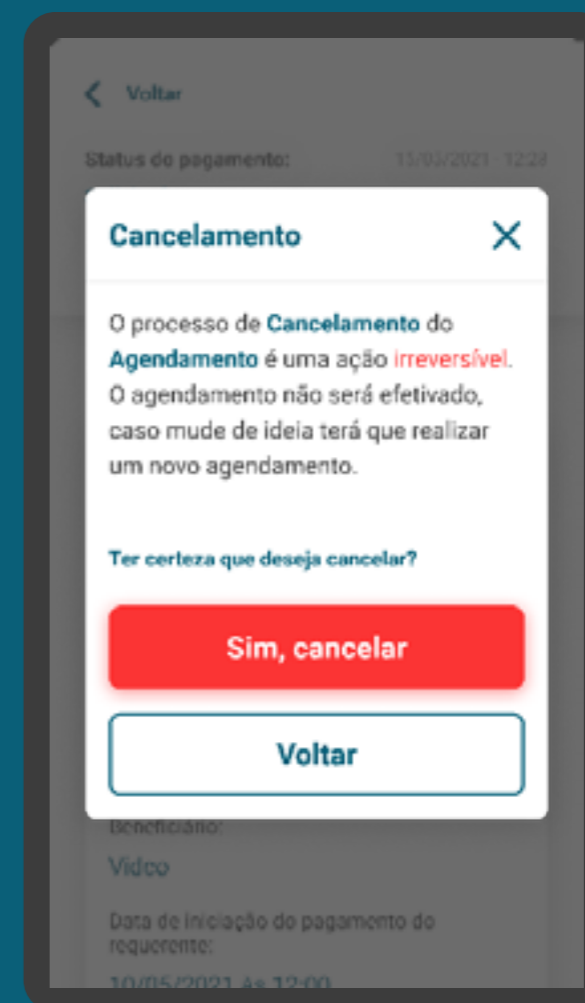 Voltar
Status do pagamento: 15/05/2021 - 12:23
Cancelamento
O processo de Cancelamento do
Agendamento é uma ação irreversível.
O agendamento não será efetivado,
caso mude de ideia terá que realizar
um novo agendamento.
Ter certeza que deseja cancelar?
Sim, cancelar
Voltar
Beneficiário:
Video
Data de iniciação do pagamento do
requerente:
10/05/2021 às 12:00